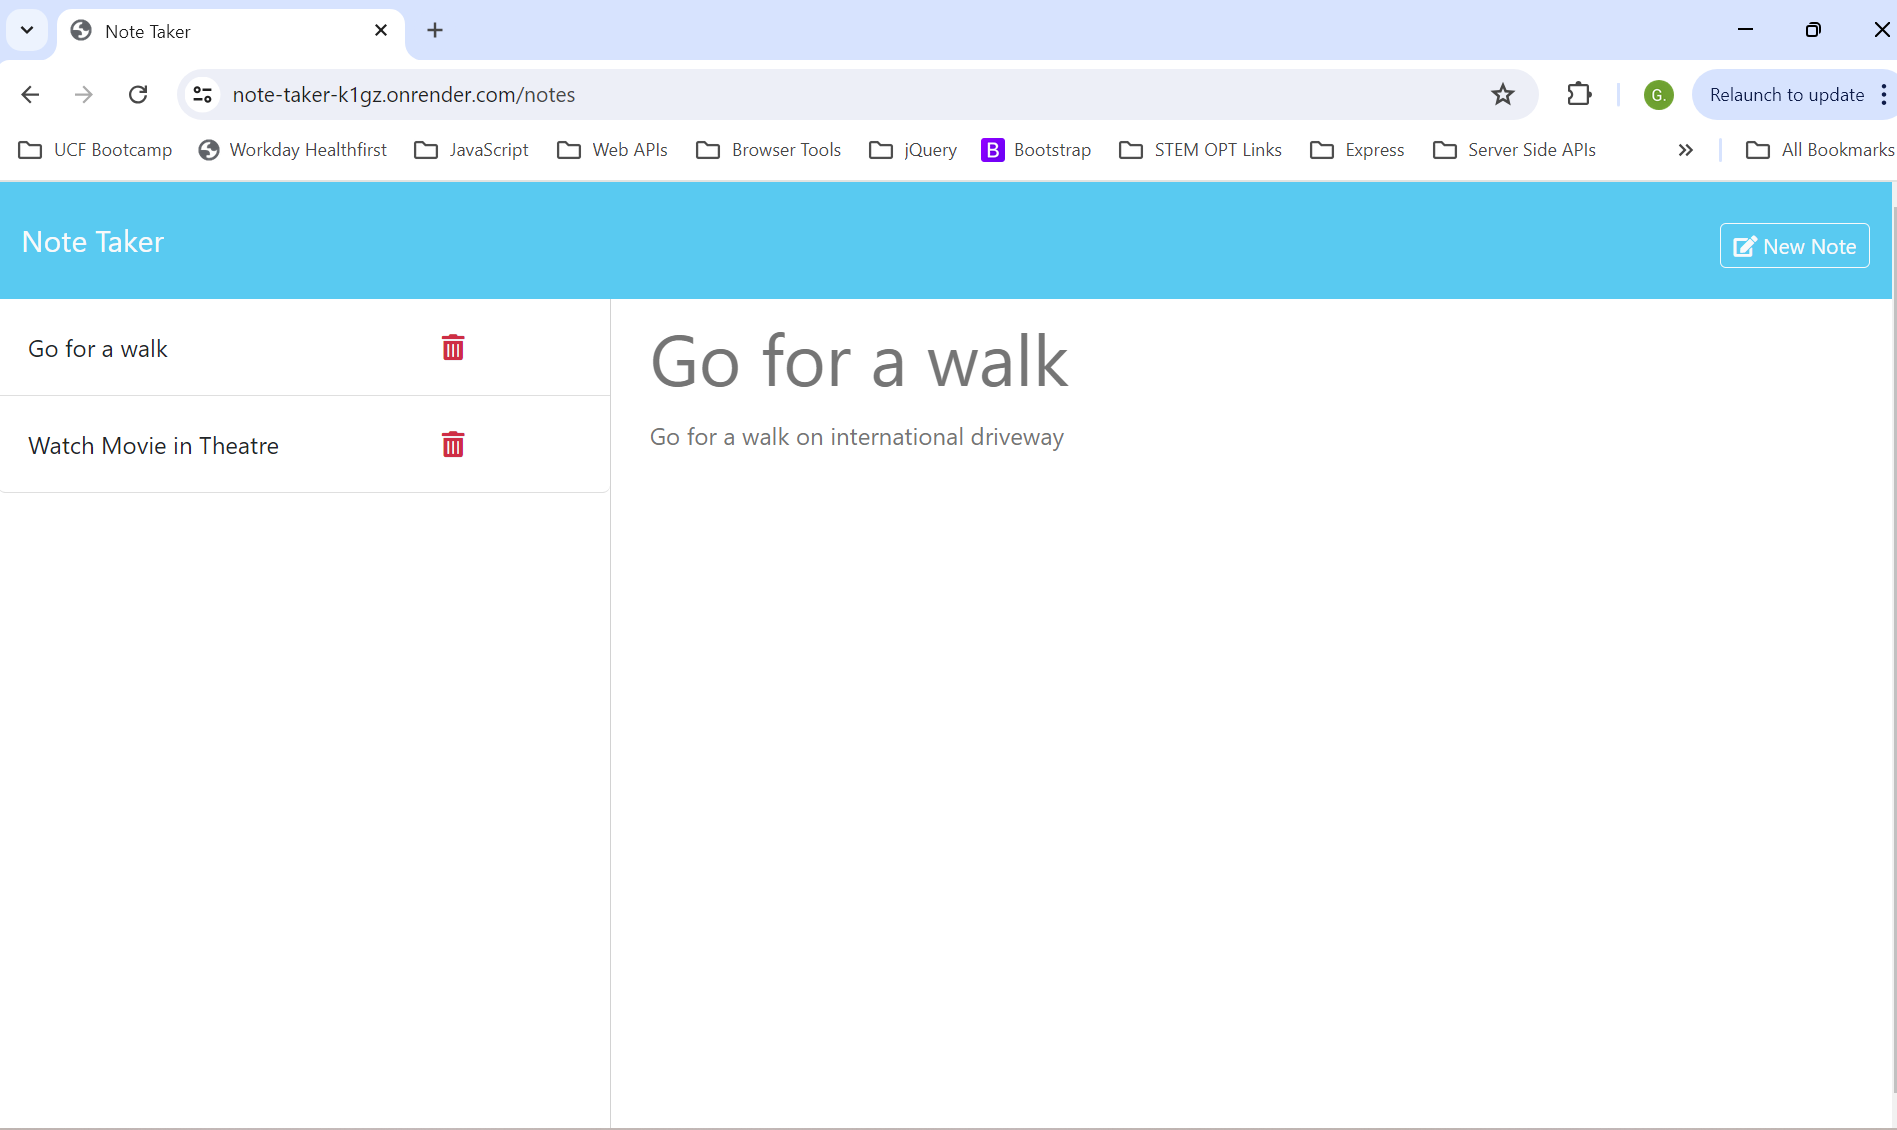 Note Taker
note-taker-k1gz.onrender.com/notes
G.
Relaunch to update
UCF Bootcamp Workday Healthfirst JavaScript Web APIs Browser Tools jQuery B Bootstrap STEM OPT Links Express Server Side APIs All Bookmarks
Note Taker
New Note
Go for a walk
Watch Movie in Theatre
Go for a walk
Go for a walk on international driveway